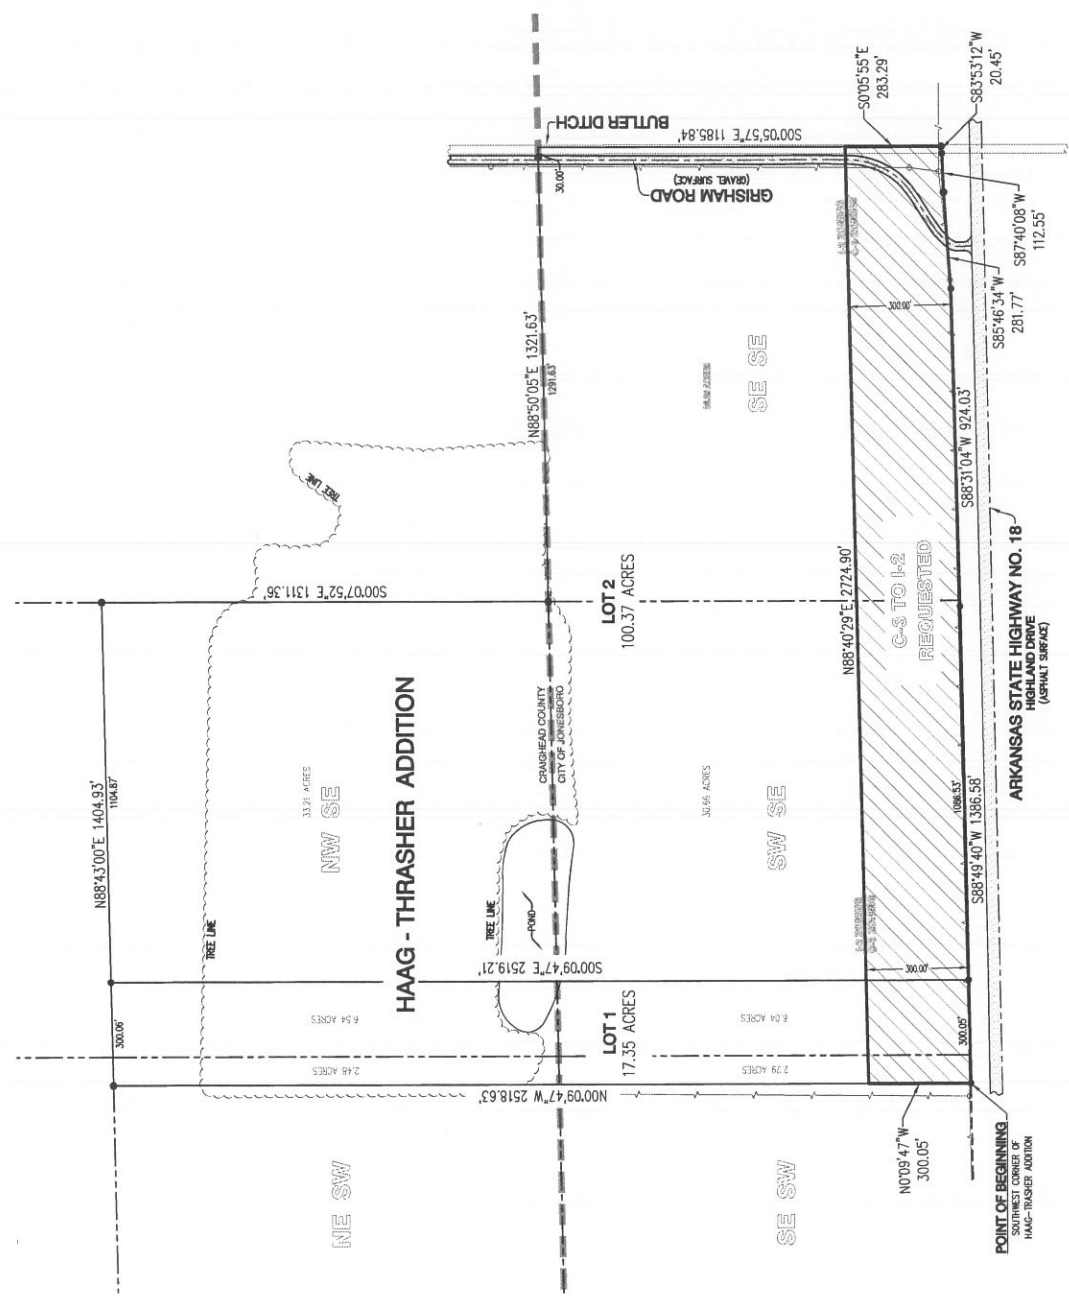 BUTLER DITCH
S00°05'57"E 1185.84'
GRISHAM ROAD
(GRAVEL SURFACE)
30.00'
S0°05'55"E
283.29'
S83°53'12"W
20.45'
S87°40'08"W
112.55'
S85°46'34"W
281.77'
300.00'
N88°50'05"E 1321.63'
1291.63'
SE SE
TREE LINE
S00°07'52"E 1311.36'
S88°31'04"W 924.03'
LOT 2
100.37 ACRES
N88°40'29"E 2724.90'
C-3 TO I-2
REQUESTED
ARKANSAS STATE HIGHWAY NO. 18
HIGHLAND DRIVE
(ASPHALT SURFACE)
HAAG - THRASHER ADDITION
CRAIGHEAD COUNTY
CITY OF JONESBORO
N88°43'00"E 1404.93'
1104.87'
33.21 ACRES
NW SE
30.66 ACRES
SW SE
1086.53'
S88°49'40"W 1386.58'
TREE LINE
TREE LINE
POND
S00°09'47"E 2519.21'
300.00'
300.06'
6.54 ACRES
2.48 ACRES
LOT 1
17.35 ACRES
6.04 ACRES
300.05'
N00°09'47"W 2518.63'
N0°09'47"W
300.05'
NE SW
SE SW
POINT OF BEGINNING
SOUTHWEST CORNER OF
HAAG-TRASHER ADDITION